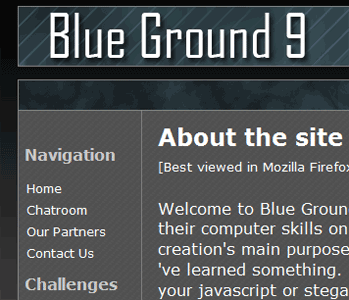 Blue Ground 9
Navigation
Home
Chatroom
Our Partners
Contact Us
Challenges
About the site
[Best viewed in Mozilla Firefox
Welcome to Blue Groun
their computer skills on
creation's main purpose
've learned something.
your javascript or stega